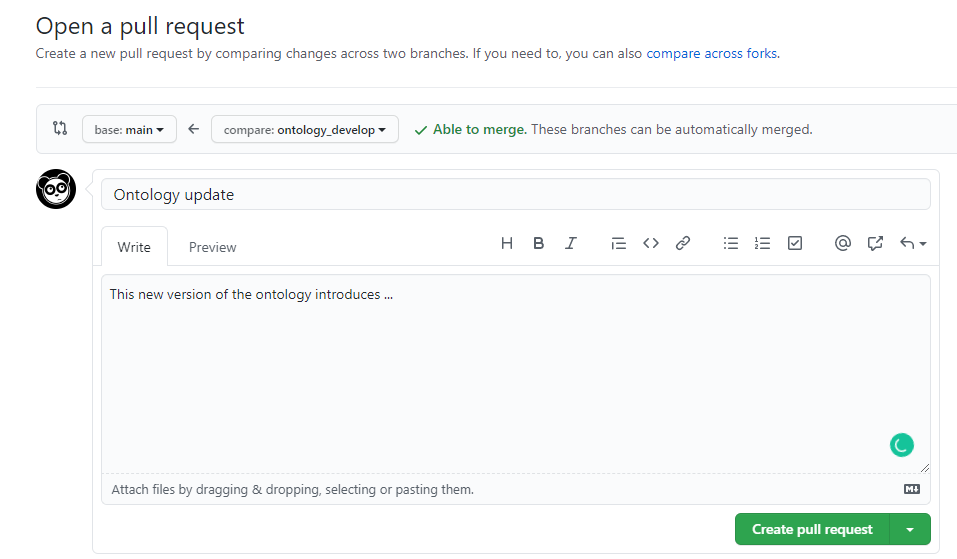 Open a pull request
Create a new pull request by comparing changes across two branches. If you need to, you can also compare across forks.
base: main compare: ontology_develop Able to merge. These branches can be automatically merged.
Ontology update
Write Preview
This new version of the ontology introduces ...
Attach files by dragging & dropping, selecting or pasting them.
Create pull request